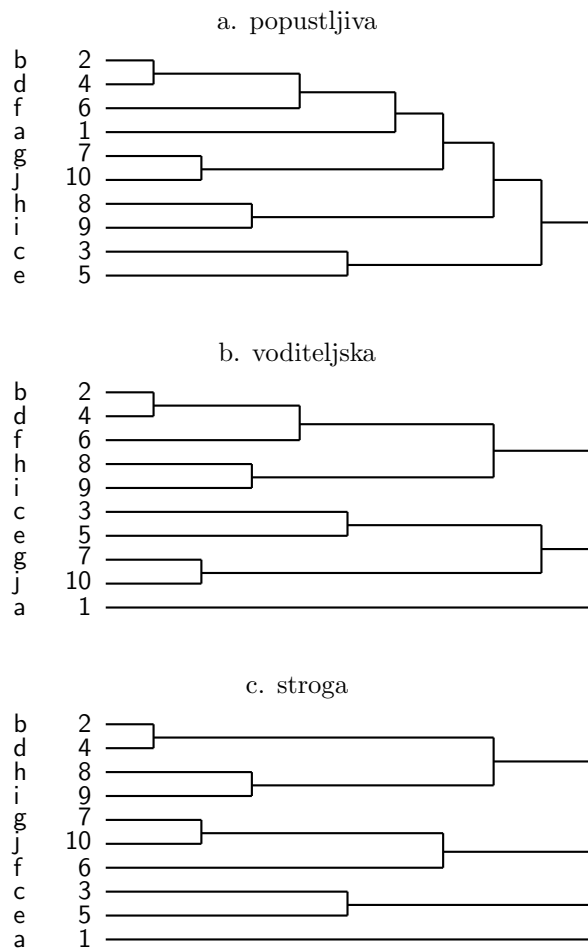 a. popustljiva
b 2
d 4
f 6
a 1
g 7
j 10
h 8
i 9
c 3
e 5
b. voditeljska
b 2
d 4
f 6
h 8
i 9
c 3
e 5
g 7
j 10
a 1
c. stroga
b 2
d 4
h 8
i 9
g 7
j 10
f 6
c 3
e 5
a 1